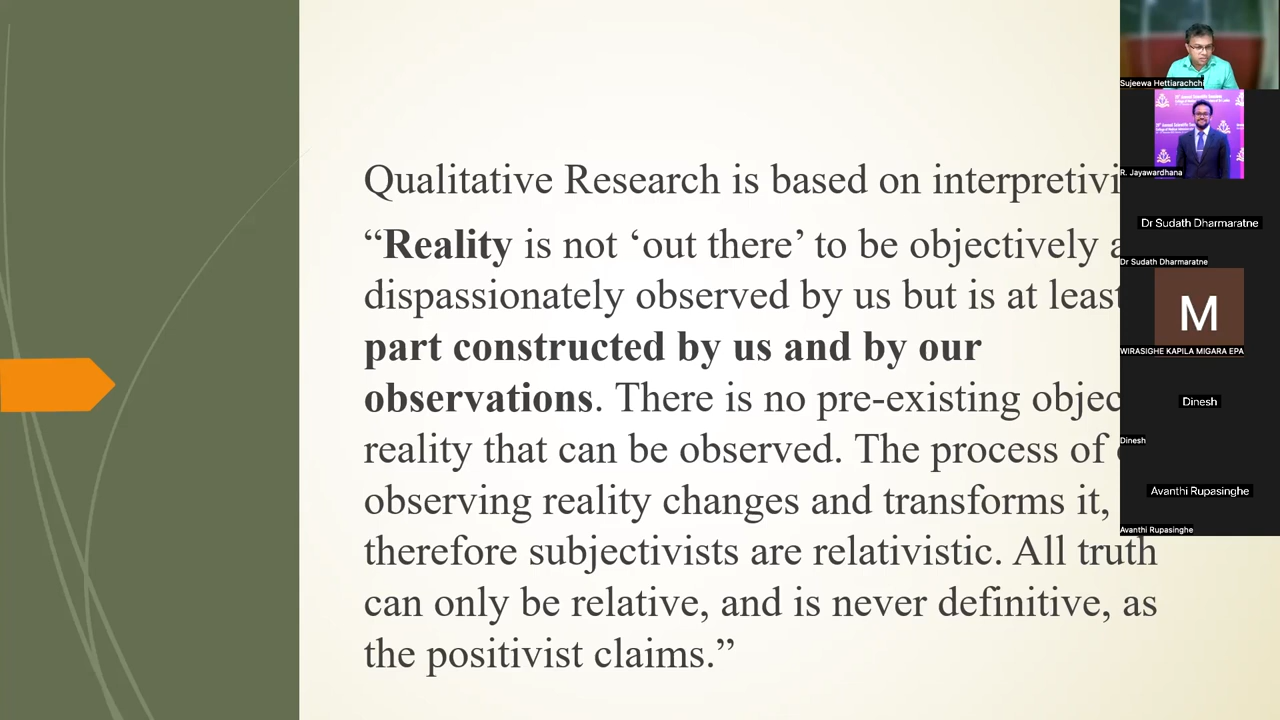 Qualitative Research is based on
“Reality is not ‘out there’ to be objectively
dispassionately observed by us but is at least
part constructed by us and by our
observations. There is no pre-existing
reality that can be observed. The process of
observing reality changes and transforms it,
therefore subjectivists are relativistic. All truth
can only be relative, and is never definitive, as
the positivist claims.”
Sujeewa Hettiarachchi
R. Jayawardhana
Dr Sudath Dharmaratne
Dr Sudath Dharmaratne
M
WIRASIGHE KAPILA MIGARA EPA
Dinesh
Dinesh
Avanthi Rupasinghe
Avanthi Rupasinghe